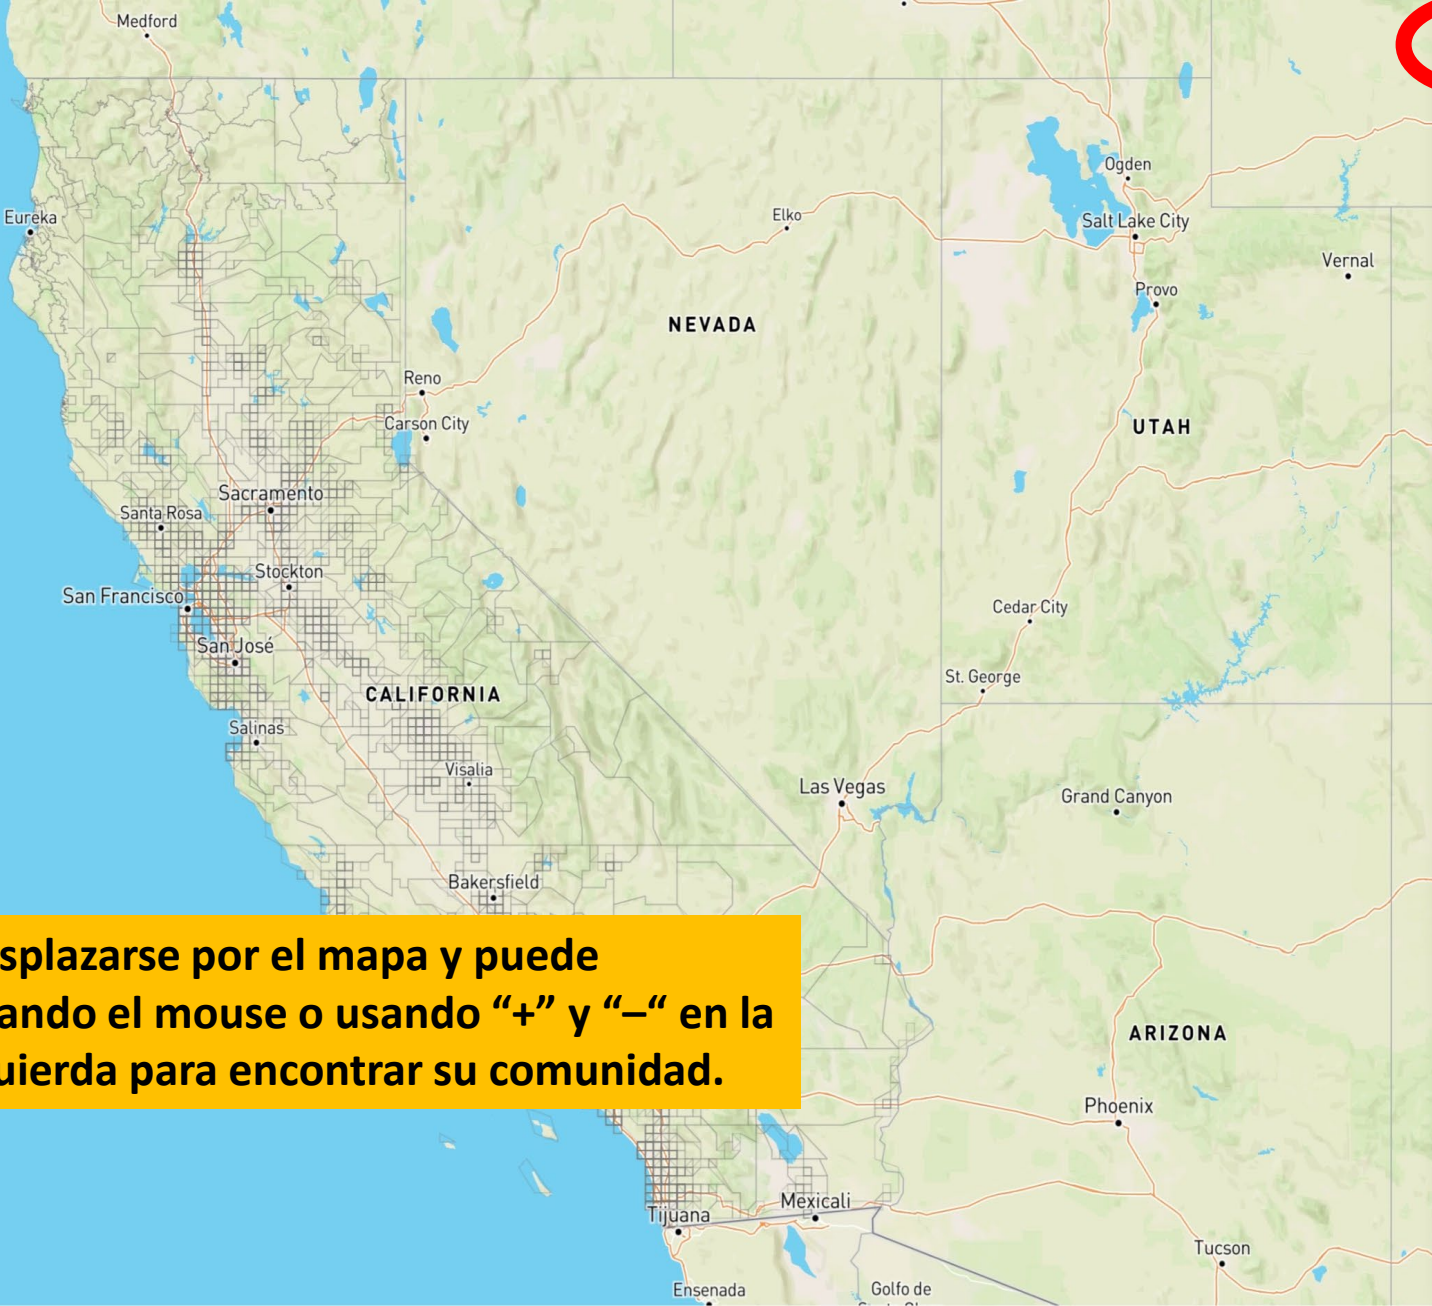 Medford
Ogden
Eureka
Elko
Salt Lake City
Vernal
Provo
NEVADA
Reno
Carson City
UTAH
Sacramento
Santa Rosa
Stockton
San Francisco
Cedar City
San José
St. George
CALIFORNIA
Salinas
Visalia
Las Vegas
Grand Canyon
Bakersfield
splazarse por el mapa y puede
ando el mouse o usando “+” y “–“ en la
uierda para encontrar su comunidad.
ARIZONA
Phoenix
Mexicali
Tijuana
Tucson
Ensenada
Golfo de